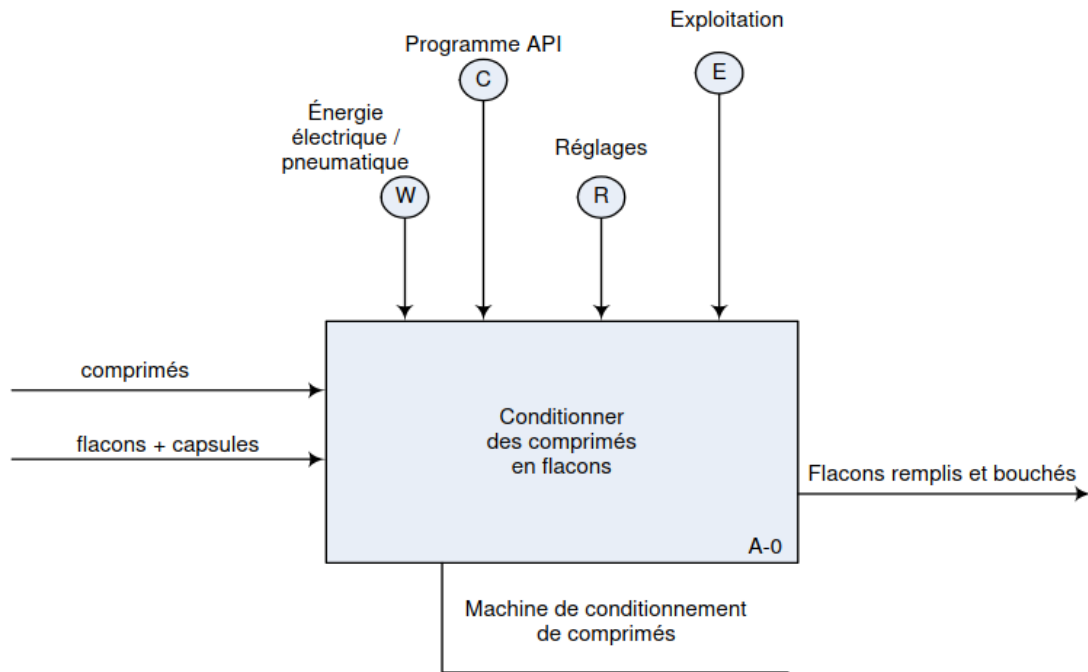 Exploitation
E
Programme API
C
Énergie
électrique /
pneumatique
W
Réglages
R
comprimés
flacons + capsules
Conditionner
des comprimés
en flacons
A-0
Flacons remplis et bouchés
Machine de conditionnement
de comprimés